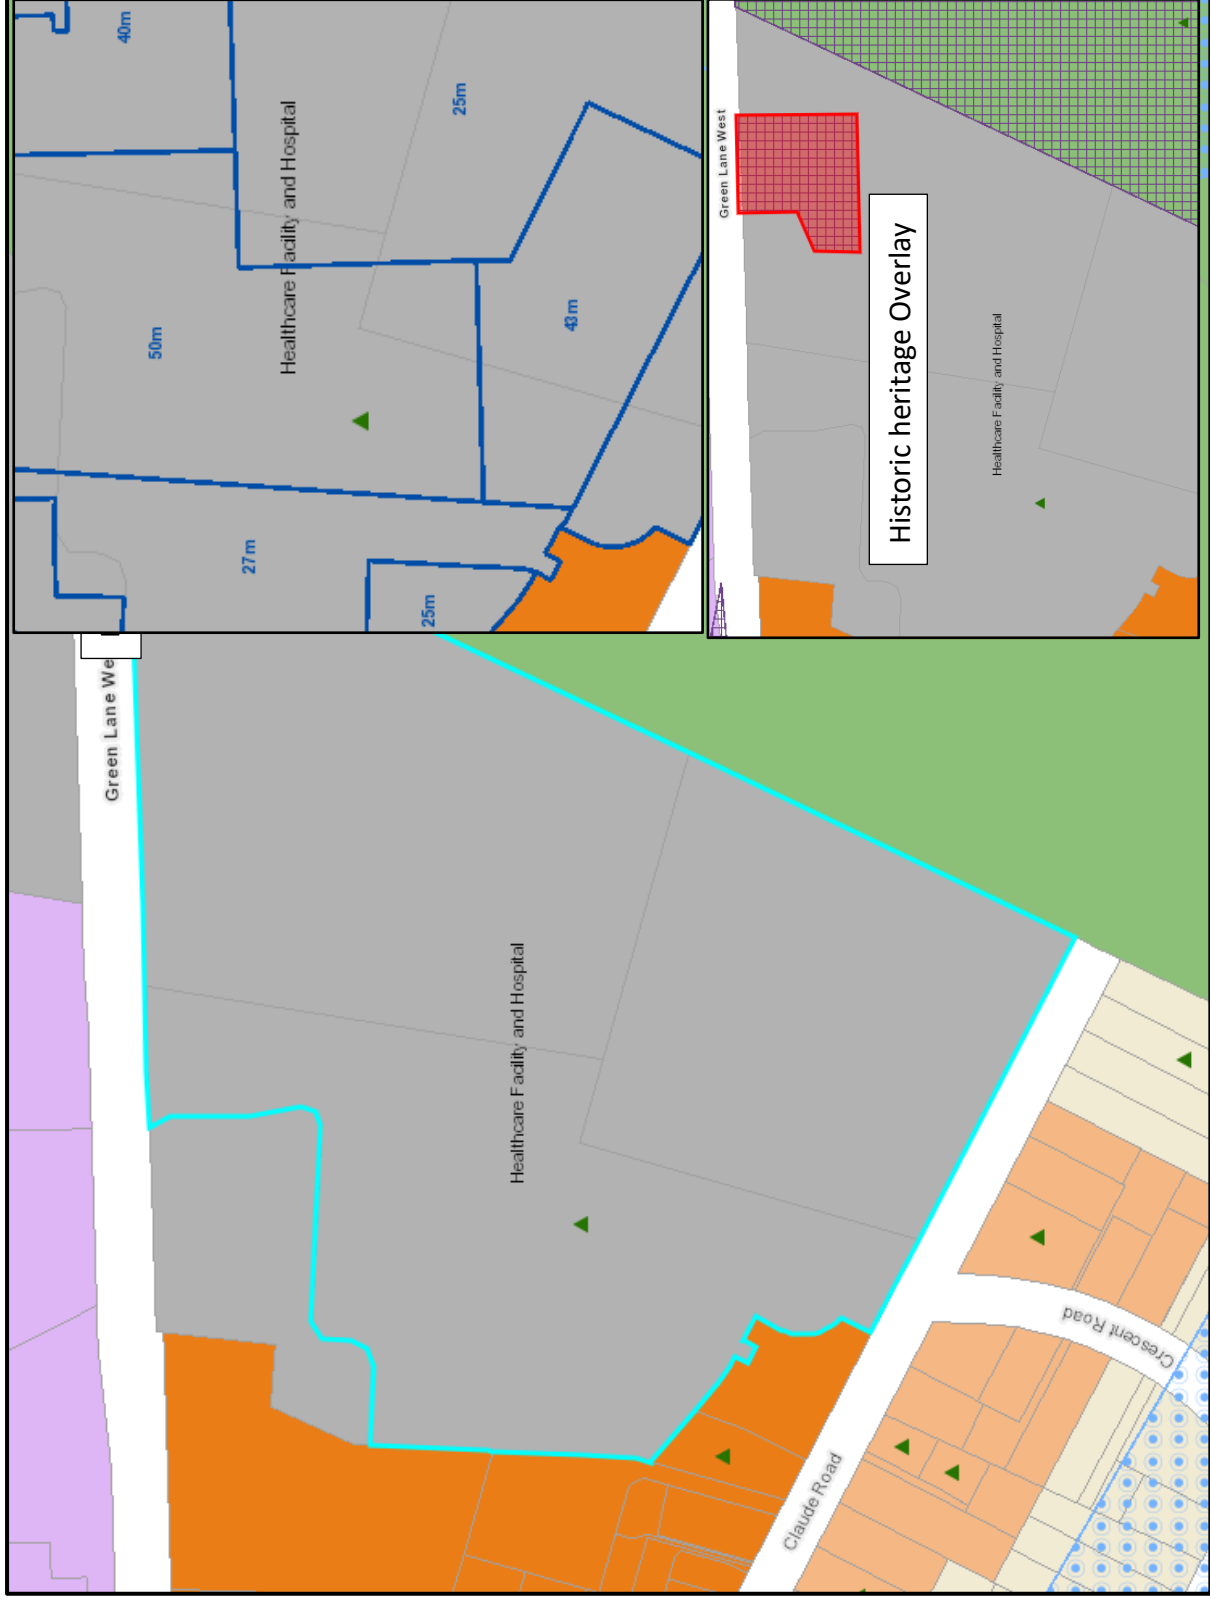 40m
25m
Healthcare Facility and Hospital
50m
43m
27m
25m
Green Lane West
Historic heritage Overlay
Healthcare Facility and Hospital
Green Lane We
Healthcare Facility and Hospital
Crescent Road
Claude Road